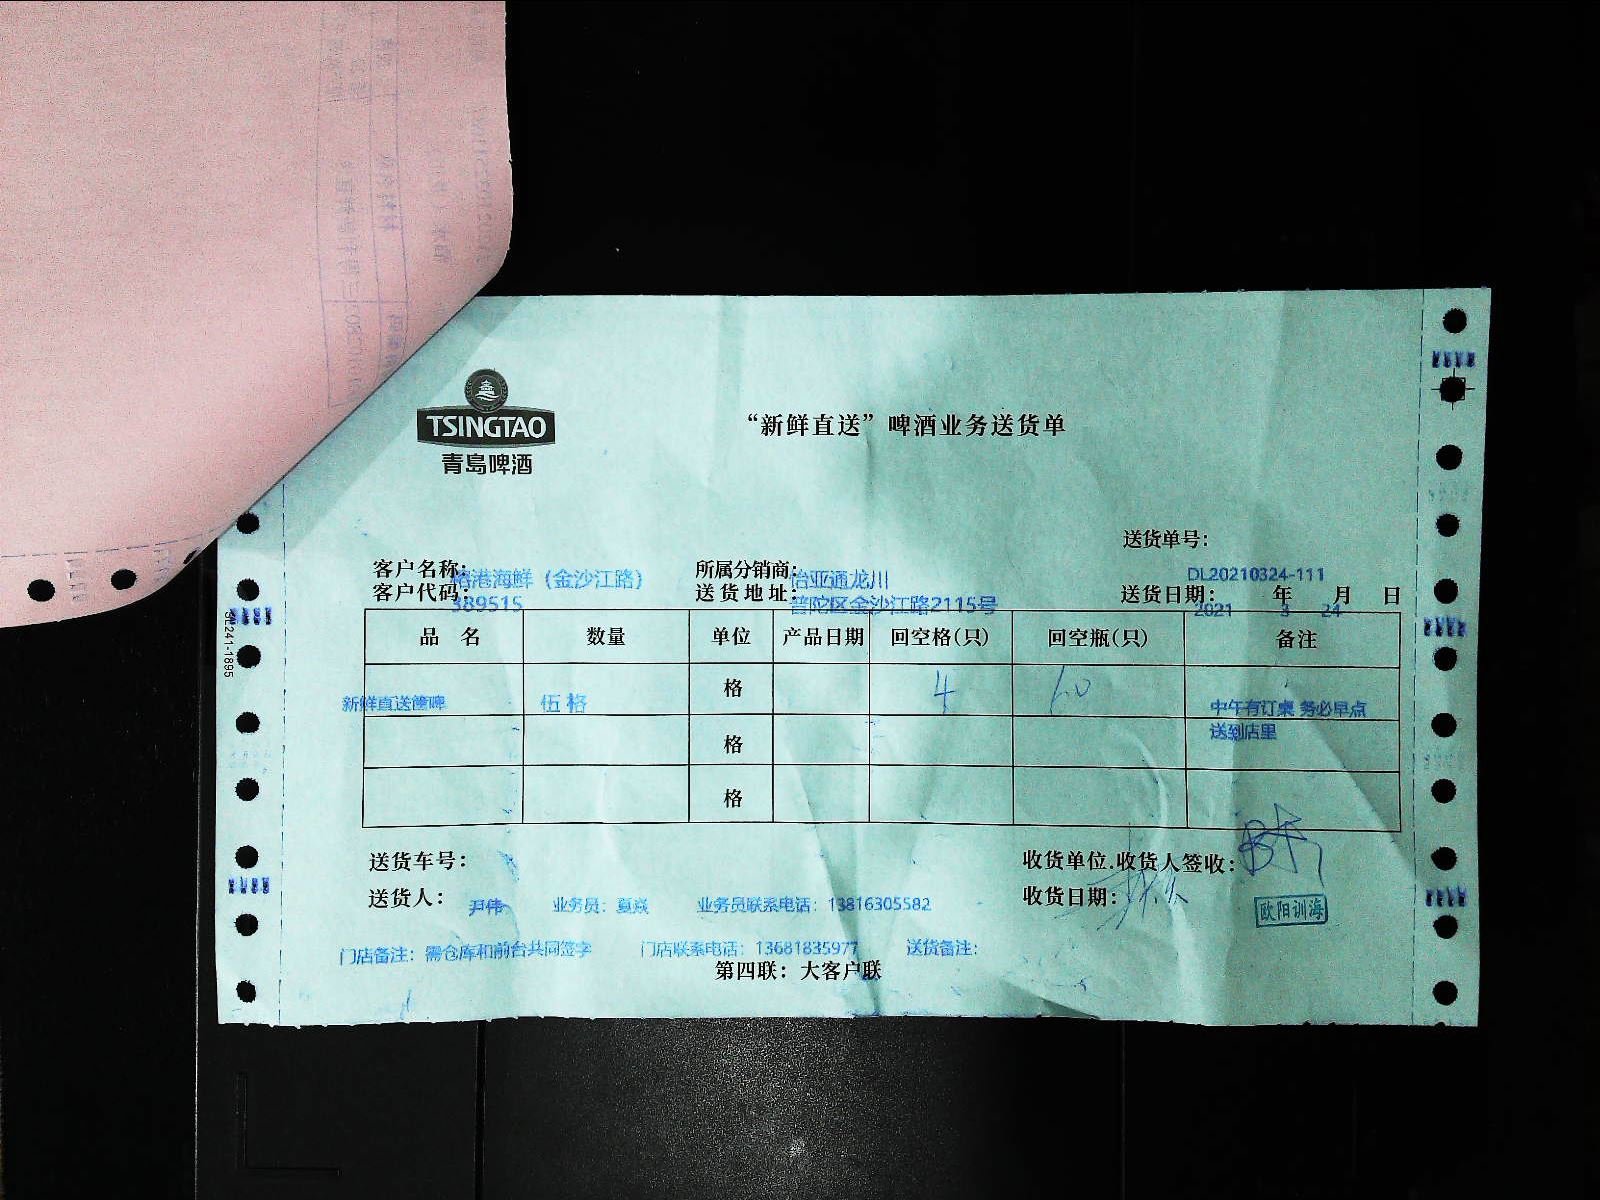 TSINGTAO
青岛啤酒
“新鲜直送”啤酒业务送货单
送货单号：
DL20210324-111
客户名称：港海鲜（金沙江路） 所属分销商：怡亚通龙川
客户代码：389515 送货地址：普陀区金沙江路2115号 送货日期：2021年3月24日
品 名 数量 单位 产品日期 回空格(只) 回空瓶(只) 备注
新鲜直送 伍格 格 4 中午有订桌 务必早点
送到店里
格
格
送货车号： 收货单位.收货人签收：
送货人：尹伟 业务员：夏焱 业务员联系电话：13816305582 收货日期：
欧阳训海
门店备注：需仓库和前台共同签字 门店联系电话：13681835977 送货备注：
第四联：大客户联
SL241-1895